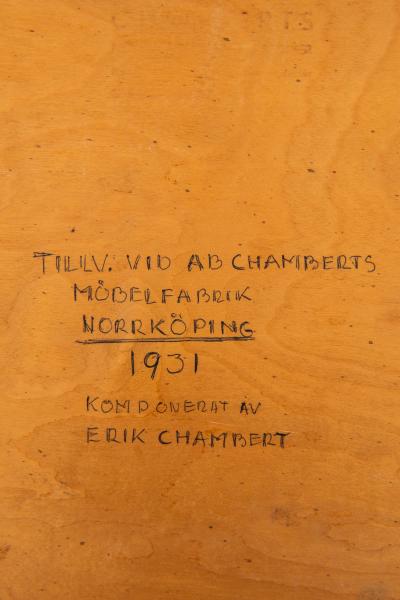 TILLV. VID AB CHAMBERTS
MÖBELFABRIK
NORRKÖPING
1931
KOMPONERAT AV
ERIK CHAMBERT